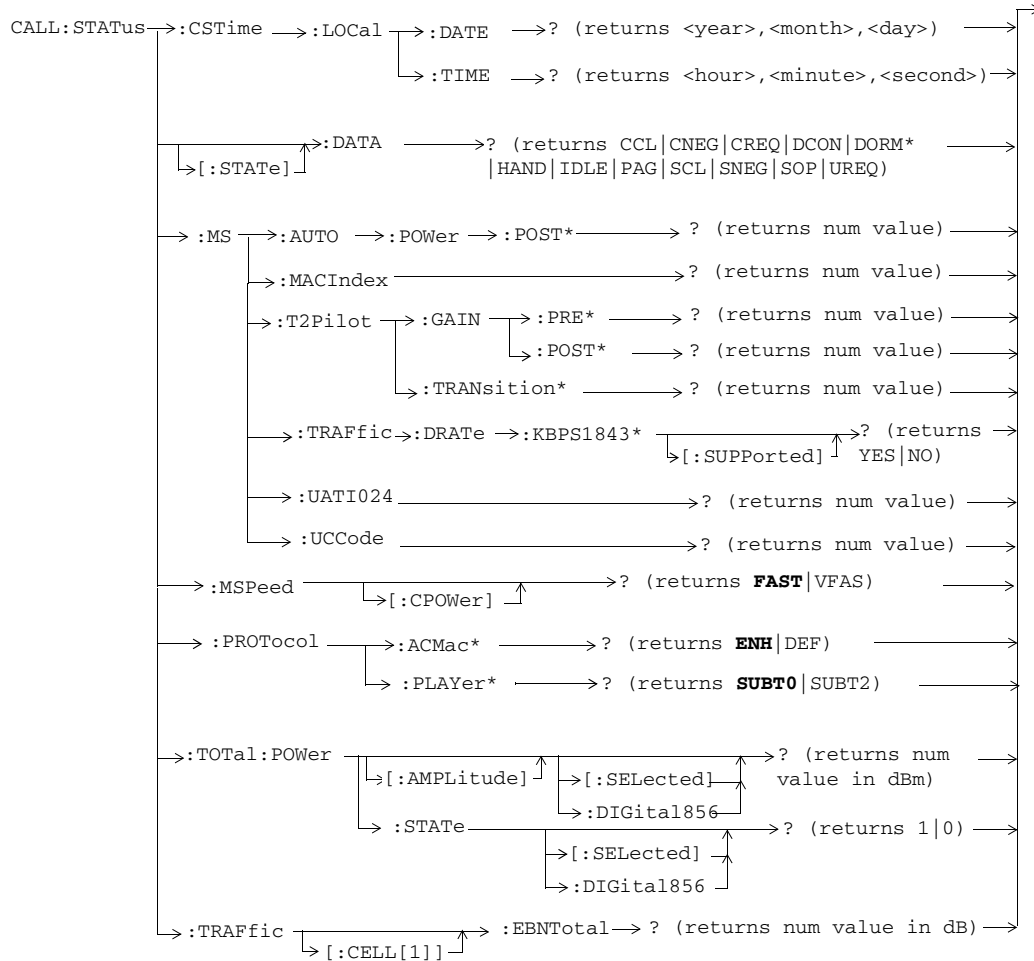 CALL:STATus :CSTime :LOCal :DATE ? (returns <year>,<month>,<day>)
:TIME ? (returns <hour>,<minute>,<second>)
:DATA ? (returns CCL|CNEG|CREQ|DCON|DORM*
[:STATe] |HAND|IDLE|PAG|SCL|SNEG|SOP|UREQ)
:MS :AUTO :POWer :POST* ? (returns num value)
:MACIndex ? (returns num value)
:T2Pilot :GAIN :PRE* ? (returns num value)
:POST* ? (returns num value)
:TRANsition* ? (returns num value)
:TRAFfic :DRATe :KBPS1843* ? (returns
[:SUPPorted] YES|NO)
:UATI024 ? (returns num value)
:UCCode ? (returns num value)
:MSPeed ? (returns FAST|VFAS)
[:CPOWer]
:PROTocol :ACMac* ? (returns ENH|DEF)
:PLAYer* ? (returns SUBT0|SUBT2)
:TOTal:POWer ? (returns num
[:AMPLitude] [:SELected] value in dBm)
:DIGital856
:STATe ? (returns 1|0)
[:SELected]
:DIGital856
:TRAFfic :EBNTotal ? (returns num value in dB)
[:CELL[1]]